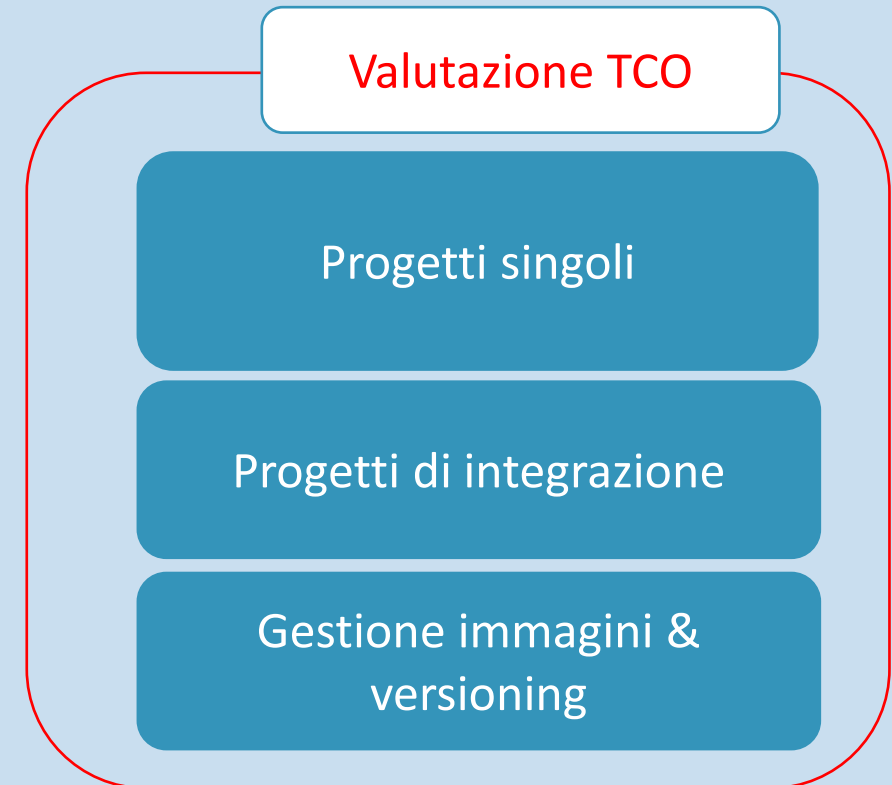 Valutazione TCO
Progetti singoli
Progetti di integrazione
Gestione immagini &
versioning